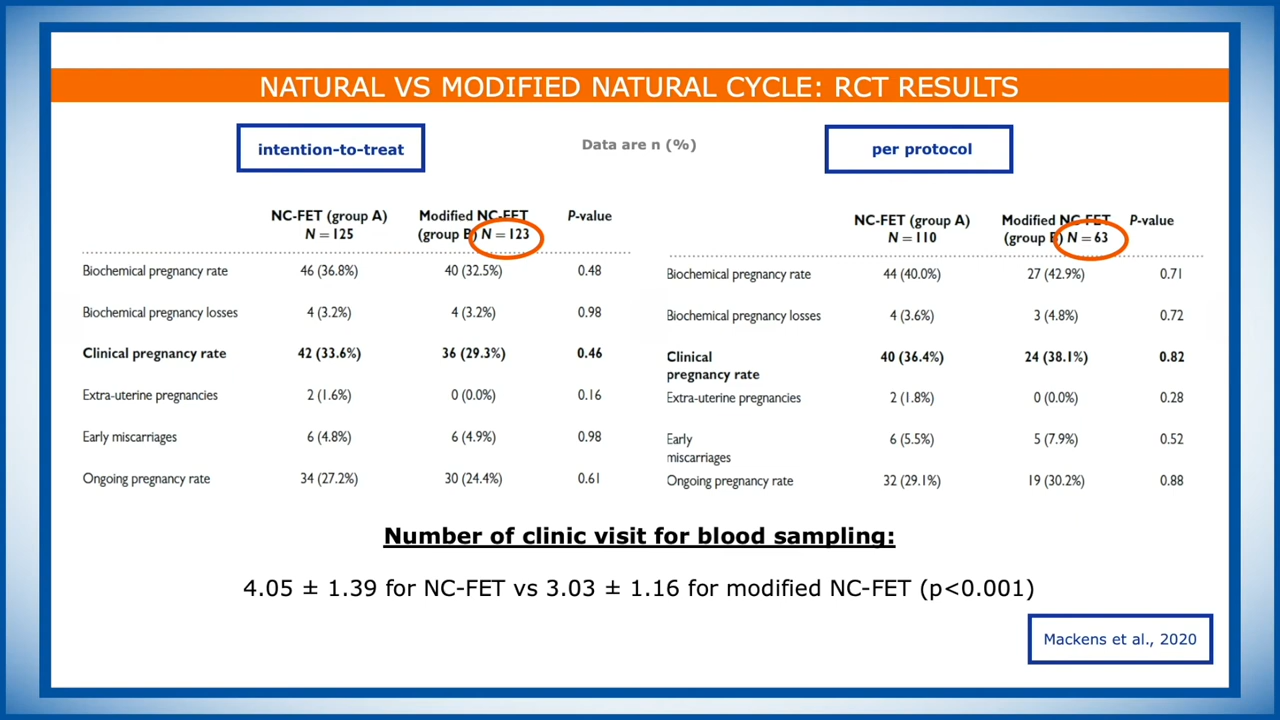 NATURAL VS MODIFIED NATURAL CYCLE: RCT RESULTS
intention-to-treat
Data are n (%)
per protocol
NC-FET (group A) Modified NC-FET P-value
N = 125 (group B) N = 123
Biochemical pregnancy rate 46 (36.8%) 40 (32.5%) 0.48
Biochemical pregnancy losses 4 (3.2%) 4 (3.2%) 0.98
Clinical pregnancy rate 42 (33.6%) 36 (29.3%) 0.46
Extra-uterine pregnancies 2 (1.6%) 0 (0.0%) 0.16
Early miscarriages 6 (4.8%) 6 (4.9%) 0.98
Ongoing pregnancy rate 34 (27.2%) 30 (24.4%) 0.61
NC-FET (group A) Modified NC-FET P-value
N = 110 (group B) N = 63
Biochemical pregnancy rate 44 (40.0%) 27 (42.9%) 0.71
Biochemical pregnancy losses 4 (3.6%) 3 (4.8%) 0.72
Clinical 40 (36.4%) 24 (38.1%) 0.82
pregnancy rate
Extra-uterine pregnancies 2 (1.8%) 0 (0.0%) 0.28
Early 6 (5.5%) 5 (7.9%) 0.52
miscarriages
Ongoing pregnancy rate 32 (29.1%) 19 (30.2%) 0.88
Number of clinic visit for blood sampling:
4.05 ± 1.39 for NC-FET vs 3.03 ± 1.16 for modified NC-FET (p<0.001)
Mackens et al., 2020